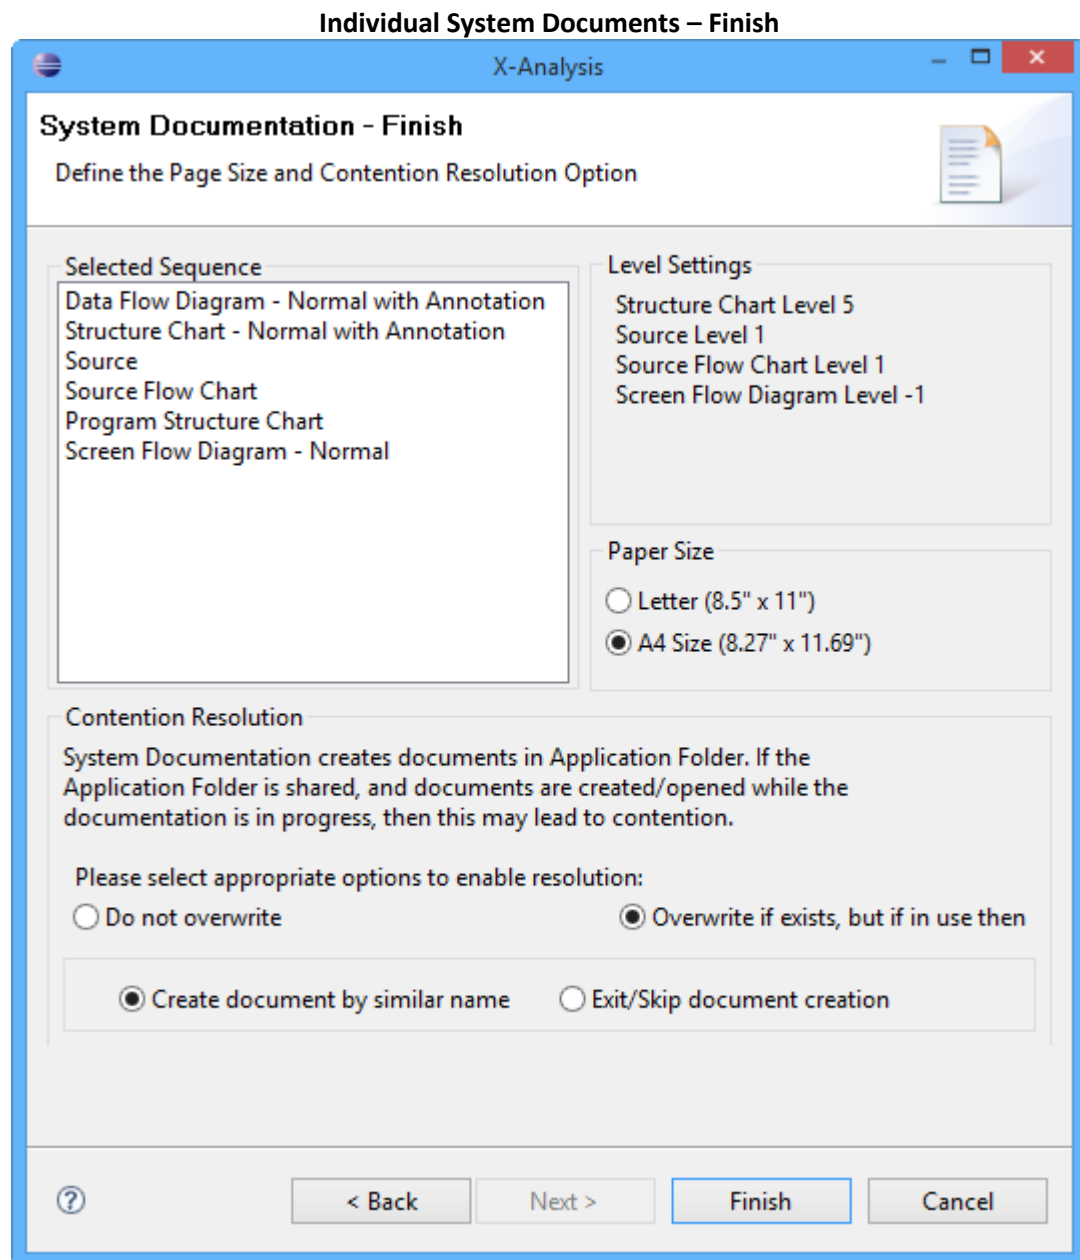 Individual System Documents – Finish
X-Analysis
System Documentation - Finish
Define the Page Size and Contention Resolution Option
Selected Sequence
Data Flow Diagram - Normal with Annotation
Structure Chart - Normal with Annotation
Source
Source Flow Chart
Program Structure Chart
Screen Flow Diagram - Normal
Level Settings
Structure Chart Level 5
Source Level 1
Source Flow Chart Level 1
Screen Flow Diagram Level -1
Paper Size
Letter (8.5" x 11")
A4 Size (8.27" x 11.69")
Contention Resolution
System Documentation creates documents in Application Folder. If the
Application Folder is shared, and documents are created/opened while the
documentation is in progress, then this may lead to contention.
Please select appropriate options to enable resolution:
Do not overwrite
Overwrite if exists, but if in use then
Create document by similar name
Exit/Skip document creation
?
< Back
Next >
Finish
Cancel